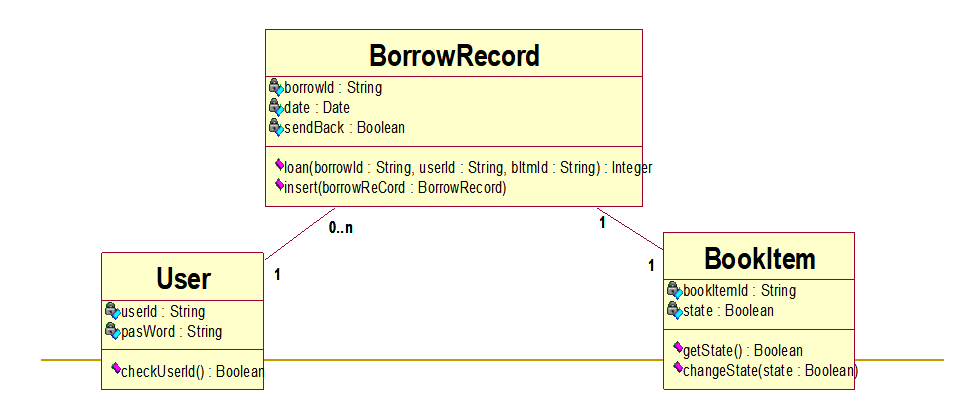 BorrowRecord
borrowId : String
date : Date
sendBack : Boolean
loan(borrowId : String, userId : String, bItmId : String) : Integer
insert(borrowReCord : BorrowRecord)
0..n
1
1
1
User
userId : String
pasWord : String
checkUserId() : Boolean
BookItem
bookItemId : String
state : Boolean
getState() : Boolean
changeState(state : Boolean)